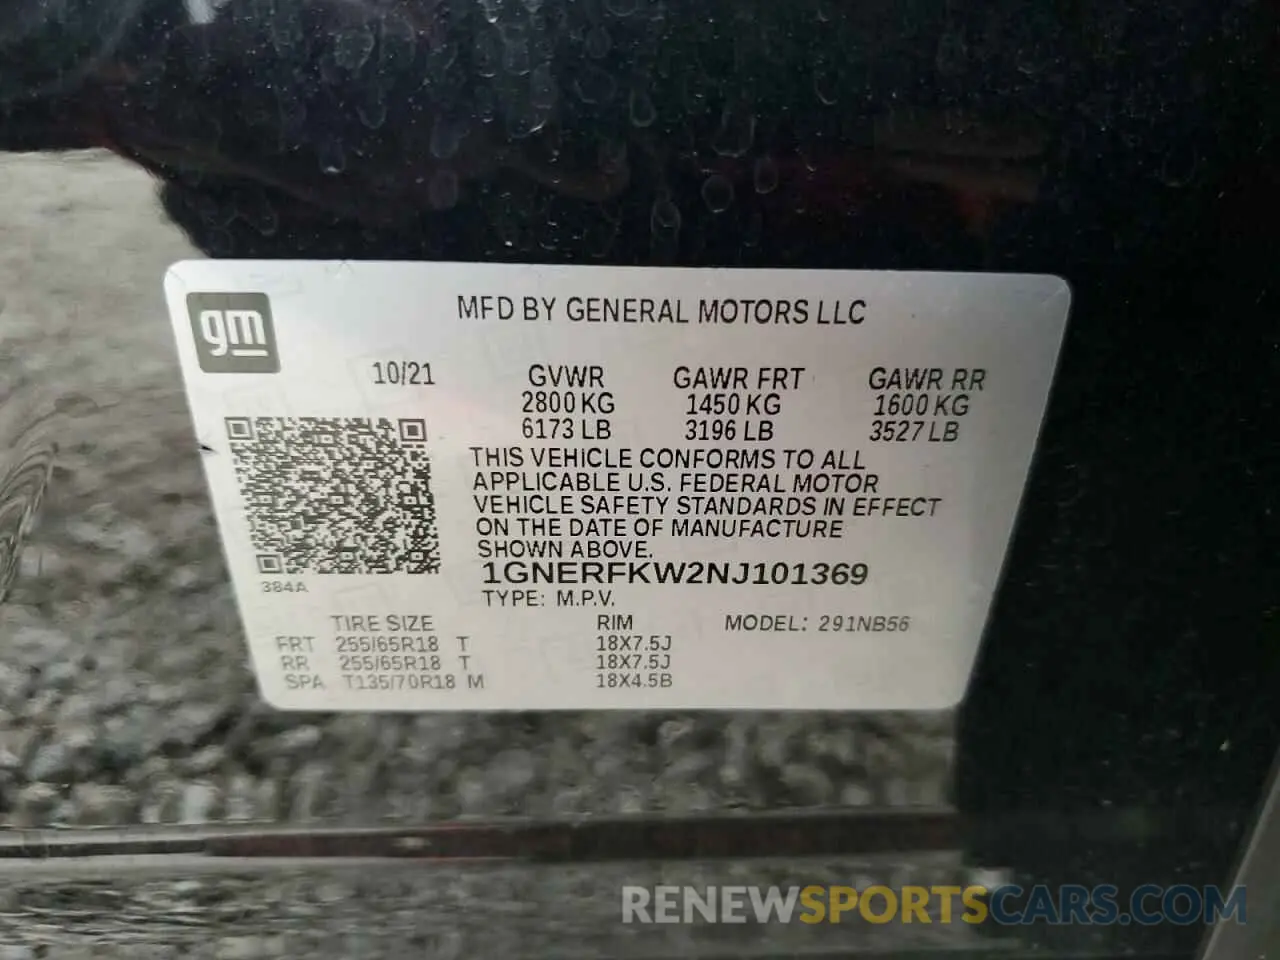 gm
MFD BY GENERAL MOTORS LLC
10/21 GVWR GAWR FRT GAWR RR
2800 KG 1450 KG 1600 KG
6173 LB 3196 LB 3527 LB
THIS VEHICLE CONFORMS TO ALL
APPLICABLE U.S. FEDERAL MOTOR
VEHICLE SAFETY STANDARDS IN EFFECT
ON THE DATE OF MANUFACTURE
SHOWN ABOVE.
1GNERFKW2NJ101369
384A
TYPE: M.P.V.
TIRE SIZE RIM MODEL: 291NB56
FRT 255/65R18 T 18X7.5J
RR 255/65R18 T 18X7.5J
SPA T135/70R18 M 18X4.5B
RENEWSPORTSCARS.COM